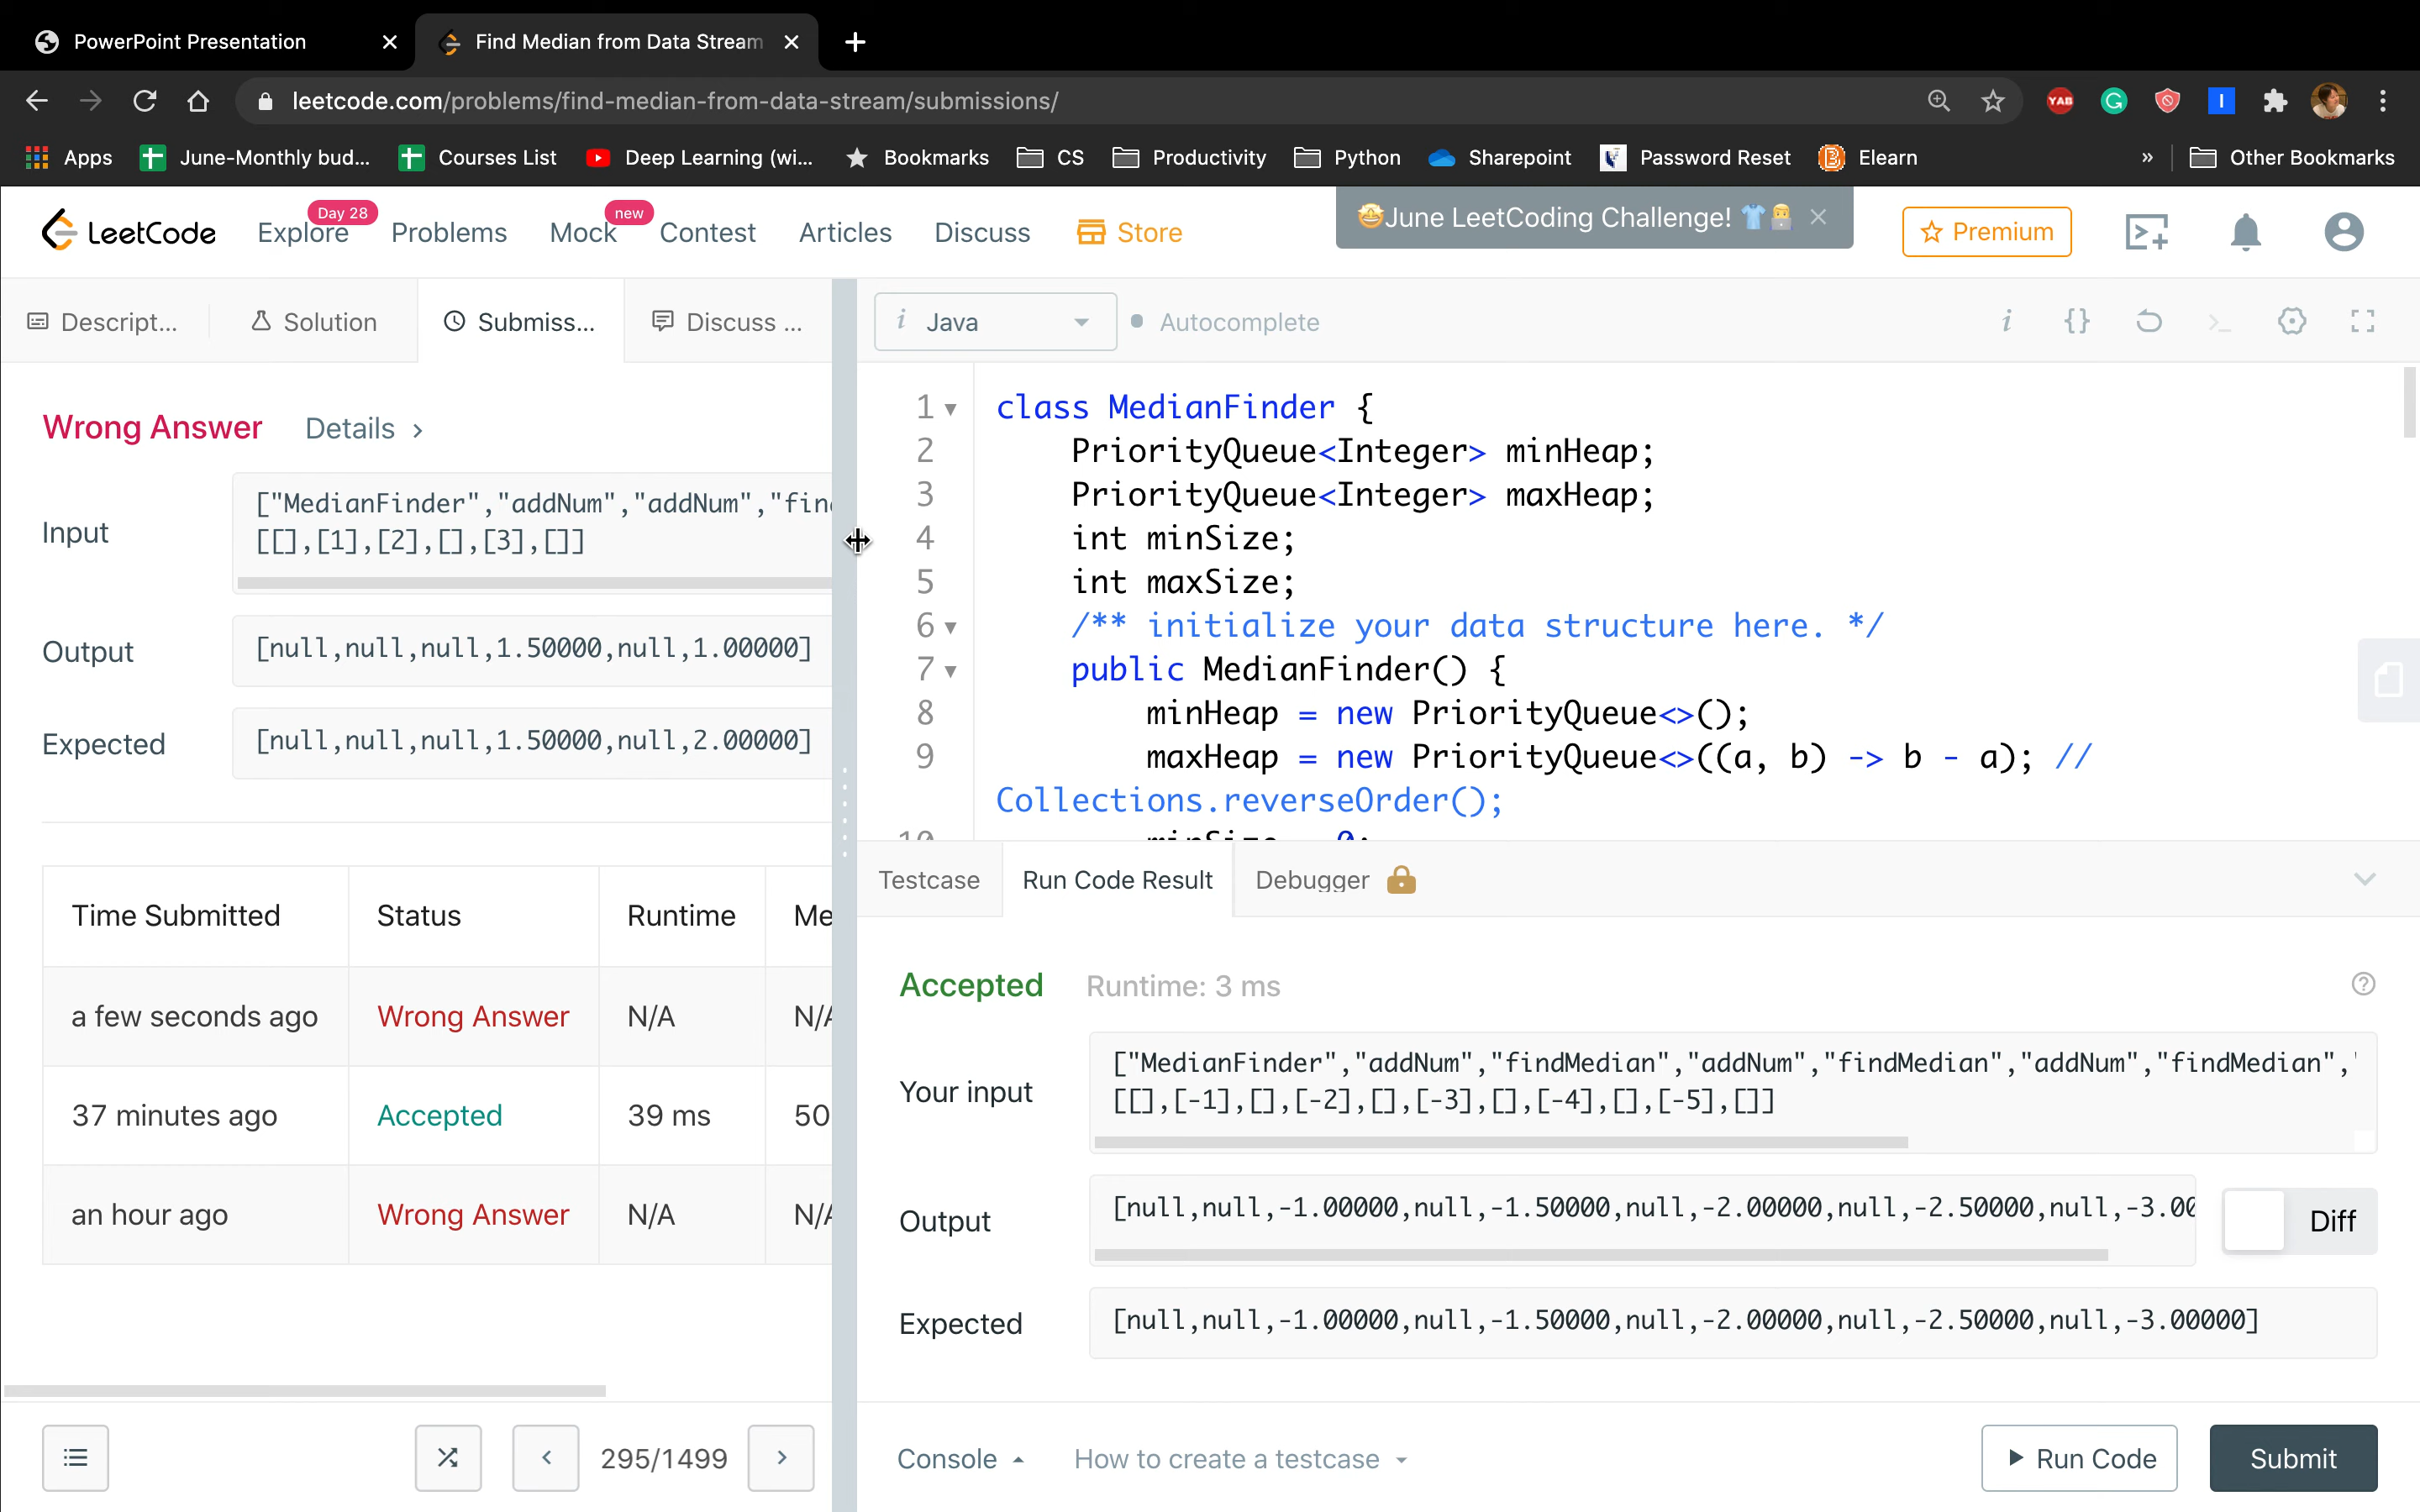 PowerPoint Presentation
Find Median from Data Stream
leetcode.com/problems/find-median-from-data-stream/submissions/
YAB
Apps
June-Monthly bud...
Courses List
Deep Learning (wi...
Bookmarks
CS
Productivity
Python
Sharepoint
Password Reset
Elearn
»
Other Bookmarks
LeetCode
Explore
Day 28
Problems
Mock
new
Contest
Articles
Discuss
Store
🤩June LeetCoding Challenge! 👕👩
Premium
Descript...
Solution
Submiss...
Discuss ...
i Java
Autocomplete
i {} >_
Wrong Answer
Details >
Input
["MedianFinder","addNum","addNum","fin
[[],[1],[2],[],[3],[]]
Output
[null,null,null,1.50000,null,1.00000]
Expected
[null,null,null,1.50000,null,2.00000]
Time Submitted Status Runtime Me
a few seconds ago Wrong Answer N/A N/A
37 minutes ago Accepted 39 ms 50
an hour ago Wrong Answer N/A N/A
295/1499
1 class MedianFinder {
2 PriorityQueue<Integer> minHeap;
3 PriorityQueue<Integer> maxHeap;
4 int minSize;
5 int maxSize;
6 /** initialize your data structure here. */
7 public MedianFinder() {
8 minHeap = new PriorityQueue<>();
9 maxHeap = new PriorityQueue<>((a, b) -> b - a); //
Collections.reverseOrder();
10 minSize = 0;
Testcase
Run Code Result
Debugger
Accepted
Runtime: 3 ms
Your input
["MedianFinder","addNum","findMedian","addNum","findMedian","addNum","findMedian","
[[],[-1],[],[-2],[],[-3],[],[-4],[],[-5],[]]
Output
[null,null,-1.00000,null,-1.50000,null,-2.00000,null,-2.50000,null,-3.00
Diff
Expected
[null,null,-1.00000,null,-1.50000,null,-2.00000,null,-2.50000,null,-3.00000]
Console
How to create a testcase
Run Code
Submit